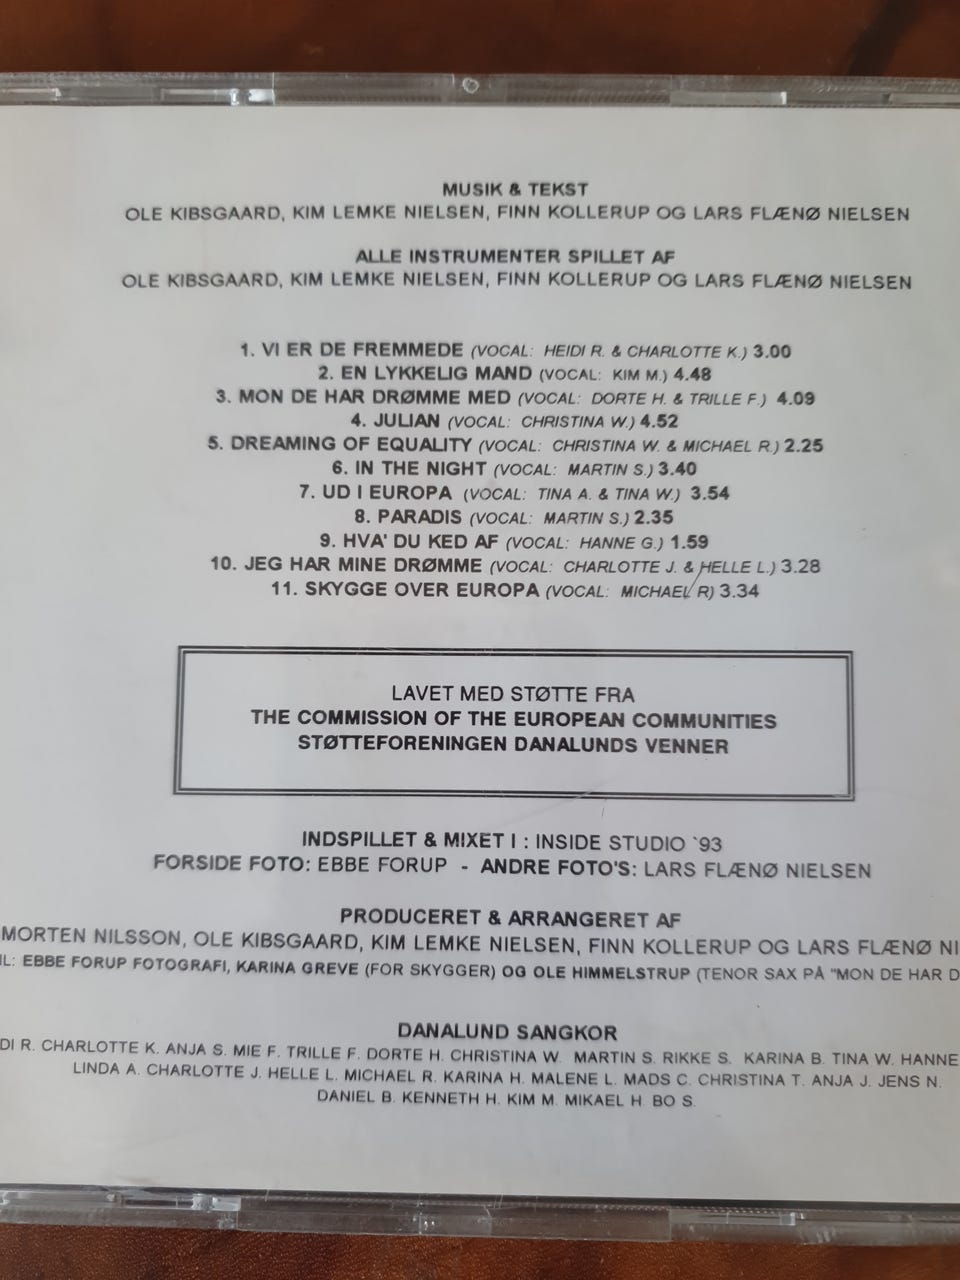 MUSIK & TEKST
OLE KIBSGAARD, KIM LEMKE NIELSEN, FINN KOLLERUP OG LARS FLÆNØ NIELSEN
ALLE INSTRUMENTER SPILLET AF
OLE KIBSGAARD, KIM LEMKE NIELSEN, FINN KOLLERUP OG LARS FLÆNØ NIELSEN
1. VI ER DE FREMMEDE (VOCAL: HEIDI R. & CHARLOTTE K.) 3.00
2. EN LYKKELIG MAND (VOCAL: KIM M.) 4.48
3. MON DE HAR DRØMME MED (VOCAL: DORTE H. & TRILLE F.) 4.09
4. JULIAN (VOCAL: CHRISTINA W.) 4.52
5. DREAMING OF EQUALITY (VOCAL: CHRISTINA W. & MICHAEL R.) 2.25
6. IN THE NIGHT (VOCAL: MARTIN S.) 3.40
7. UD I EUROPA (VOCAL: TINA A. & TINA W.) 3.54
8. PARADIS (VOCAL: MARTIN S.) 2.35
9. HVA' DU KED AF (VOCAL: HANNE G.) 1.59
10. JEG HAR MINE DRØMME (VOCAL: CHARLOTTE J. & HELLE L.) 3.28
11. SKYGGE OVER EUROPA (VOCAL: MICHAEL R) 3.34
LAVET MED STØTTE FRA
THE COMMISSION OF THE EUROPEAN COMMUNITIES
STØTTEFORENINGEN DANALUNDS VENNER
INDSPILLET & MIXET I : INSIDE STUDIO `93
FORSIDE FOTO: EBBE FORUP - ANDRE FOTO'S: LARS FLÆNØ NIELSEN
PRODUCERET & ARRANGERET AF
MORTEN NILSSON, OLE KIBSGAARD, KIM LEMKE NIELSEN, FINN KOLLERUP OG LARS FLÆNØ NI
IL: EBBE FORUP FOTOGRAFI, KARINA GREVE (FOR SKYGGER) OG OLE HIMMELSTRUP (TENOR SAX PÅ "MON DE HAR D
DANALUND SANGKOR
DI R. CHARLOTTE K. ANJA S. MIE F. TRILLE F. DORTE H. CHRISTINA W. MARTIN S. RIKKE S. KARINA B. TINA W. HANNE
LINDA A. CHARLOTTE J. HELLE L. MICHAEL R. KARINA H. MALENE L. MADS C. CHRISTINA T. ANJA J. JENS N.
DANIEL B. KENNETH H. KIM M. MIKAEL H. BO S.